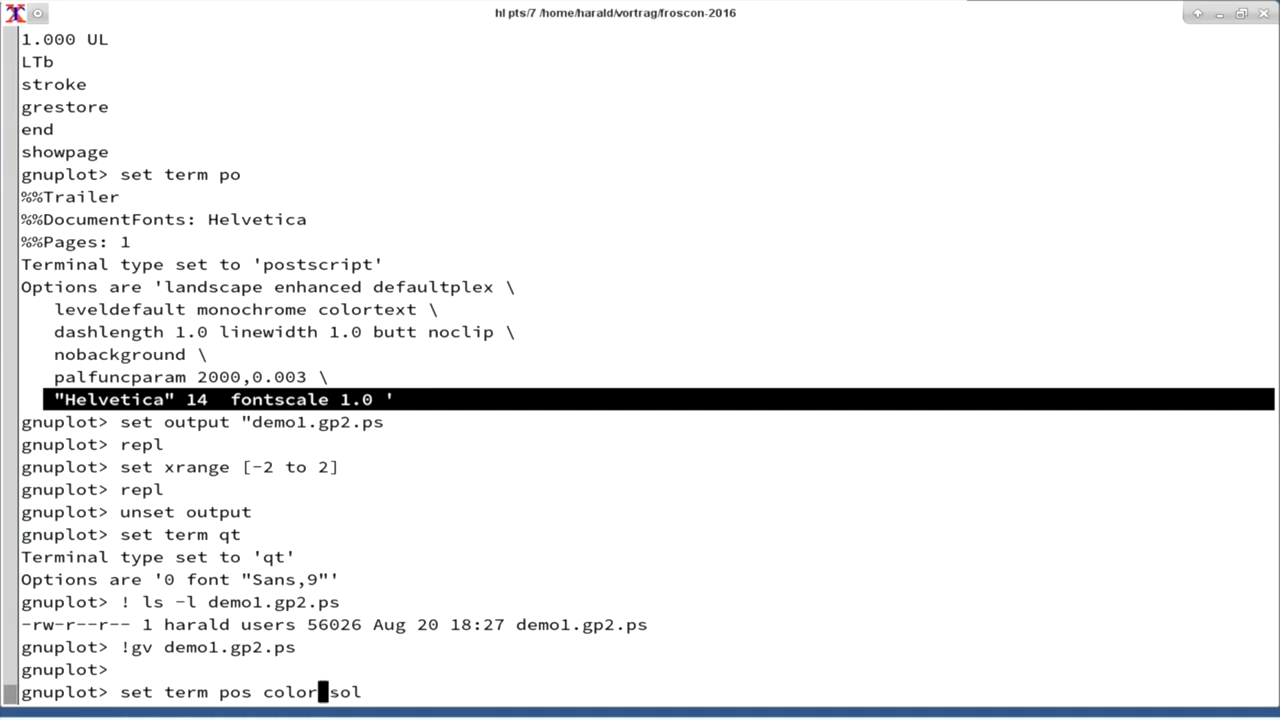 hl pts/7 /home/harald/vortrag/froscon-2016
1.000 UL
LTb
stroke
grestore
end
showpage
gnuplot> set term po
%%Trailer
%%DocumentFonts: Helvetica
%%Pages: 1
Terminal type set to 'postscript'
Options are 'landscape enhanced defaultplex \
   leveldefault monochrome colortext \
   dashlength 1.0 linewidth 1.0 butt noclip \
   nobackground \
   palfuncparam 2000,0.003 \
   "Helvetica" 14  fontscale 1.0 '
gnuplot> set output "demo1.gp2.ps
gnuplot> repl
gnuplot> set xrange [-2 to 2]
gnuplot> repl
gnuplot> unset output
gnuplot> set term qt
Terminal type set to 'qt'
Options are '0 font "Sans,9"'
gnuplot> ! ls -l demo1.gp2.ps
-rw-r--r-- 1 harald users 56026 Aug 20 18:27 demo1.gp2.ps
gnuplot> !gv demo1.gp2.ps
gnuplot>
gnuplot> set term pos color sol